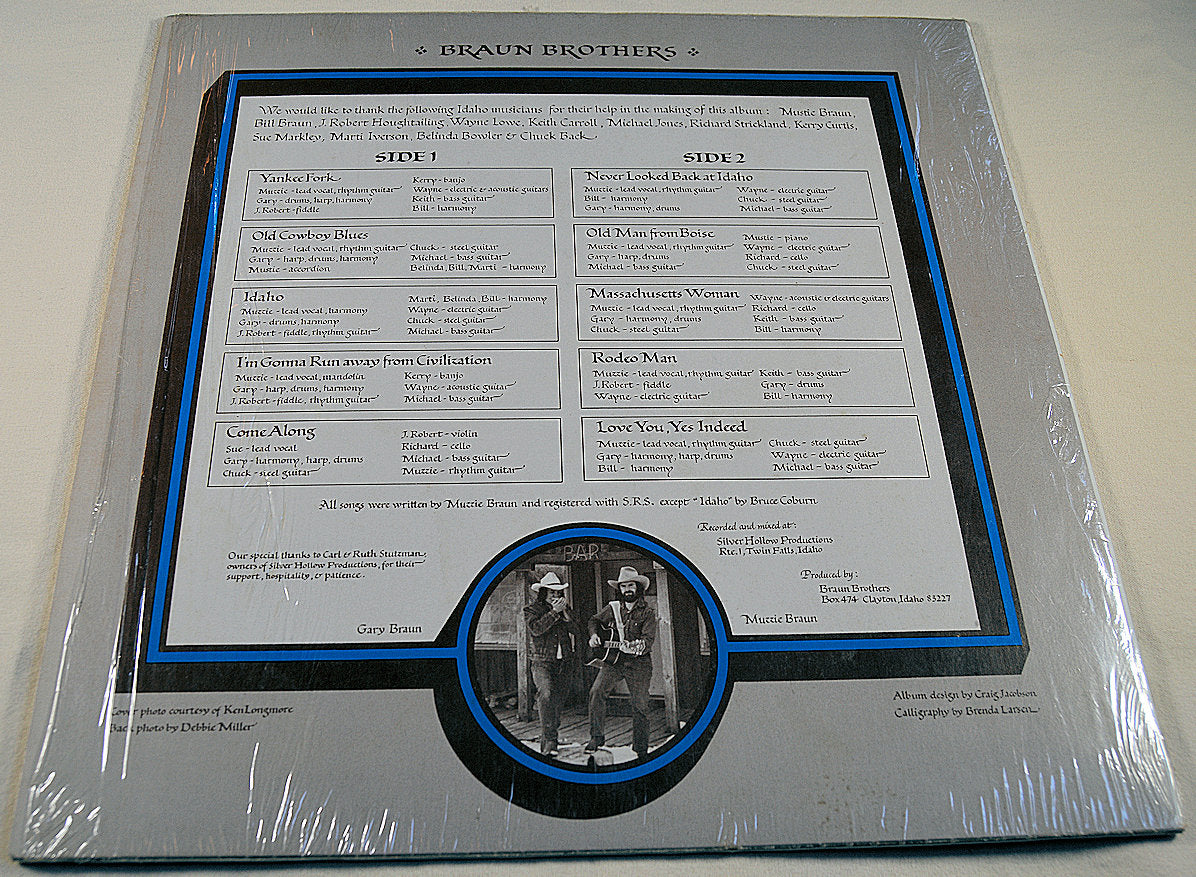 BRAUN BROTHERS
We would like to thank the following Idaho musicians for their help in the making of this album : Mustie Braun,
Bill Braun, J. Robert Houghtailing, Wayne Lowe, Keith Carroll, Michael Jones, Richard Strickland, Kerry Curtis,
Sue Markley, Marti Iverson, Belinda Bowler & Chuck Back.
SIDE 1
Yankee Fork
Muzzie - lead vocal, rhythm guitar
Gary - drums, harp, harmony
J. Robert - fiddle
Kerry - banjo
Wayne - electric & acoustic guitars
Keith - bass guitar
Bill - harmony
Old Cowboy Blues
Muzzie - lead vocal, rhythm guitar
Gary - harp, drums, harmony
Mustie - accordion
Chuck - steel guitar
Michael - bass guitar
Belinda, Bill, Marti - harmony
Idaho
Muzzie - lead vocal, harmony
Gary - drums, harmony
J. Robert - fiddle, rhythm guitar
Marti, Belinda, Bill - harmony
Wayne - electric guitar
Chuck - steel guitar
Michael - bass guitar
I'm Gonna Run away from Civilization
Muzzie - lead vocal, mandolin
Gary - harp, drums, harmony
J. Robert - fiddle, rhythm guitar
Kerry - banjo
Wayne - acoustic guitar
Michael - bass guitar
Come Along
Sue - lead vocal
Gary - harmony, harp, drums
Chuck - steel guitar
J. Robert - violin
Richard - cello
Michael - bass guitar
Muzzie - rhythm guitar
SIDE 2
Never Looked Back at Idaho
Muzzie - lead vocal, rhythm guitar
Bill - harmony
Gary - harmony, drums
Wayne - electric guitar
Chuck - steel guitar
Michael - bass guitar
Old Man from Boise
Muzzie - lead vocal, rhythm guitar
Gary - harp, drums
Michael - bass guitar
Mustie - piano
Wayne - electric guitar
Richard - cello
Chuck - steel guitar
Massachusetts Woman
Muzzie - lead vocal, rhythm guitar
Gary - harmony, drums
Chuck - steel guitar
Wayne - acoustic & electric guitars
Richard - cello
Keith - bass guitar
Bill - harmony
Rodeo Man
Muzzie - lead vocal, rhythm guitar
J. Robert - fiddle
Wayne - electric guitar
Keith - bass guitar
Gary - drums
Bill - harmony
Love You, Yes Indeed
Muzzie - lead vocal, rhythm guitar
Gary - harmony, harp, drums
Bill - harmony
Chuck - steel guitar
Wayne - electric guitar
Michael - bass guitar
All songs were written by Muzzie Braun and registered with S.R.S. except "Idaho" by Bruce Coburn
Our special thanks to Carl & Ruth Stutzman,
owners of Silver Hollow Productions, for their
support, hospitality, & patience.
Gary Braun
BAR
Recorded and mixed at:
Silver Hollow Productions
Rte. 1, Twin Falls, Idaho
Produced by:
Braun Brothers
Box 474 Clayton, Idaho 83227
Muzzie Braun
Cover photo courtesy of Ken Longmore
Back photo by Debbie Miller
Album design by Craig Jacobson
Calligraphy by Brenda Larsen